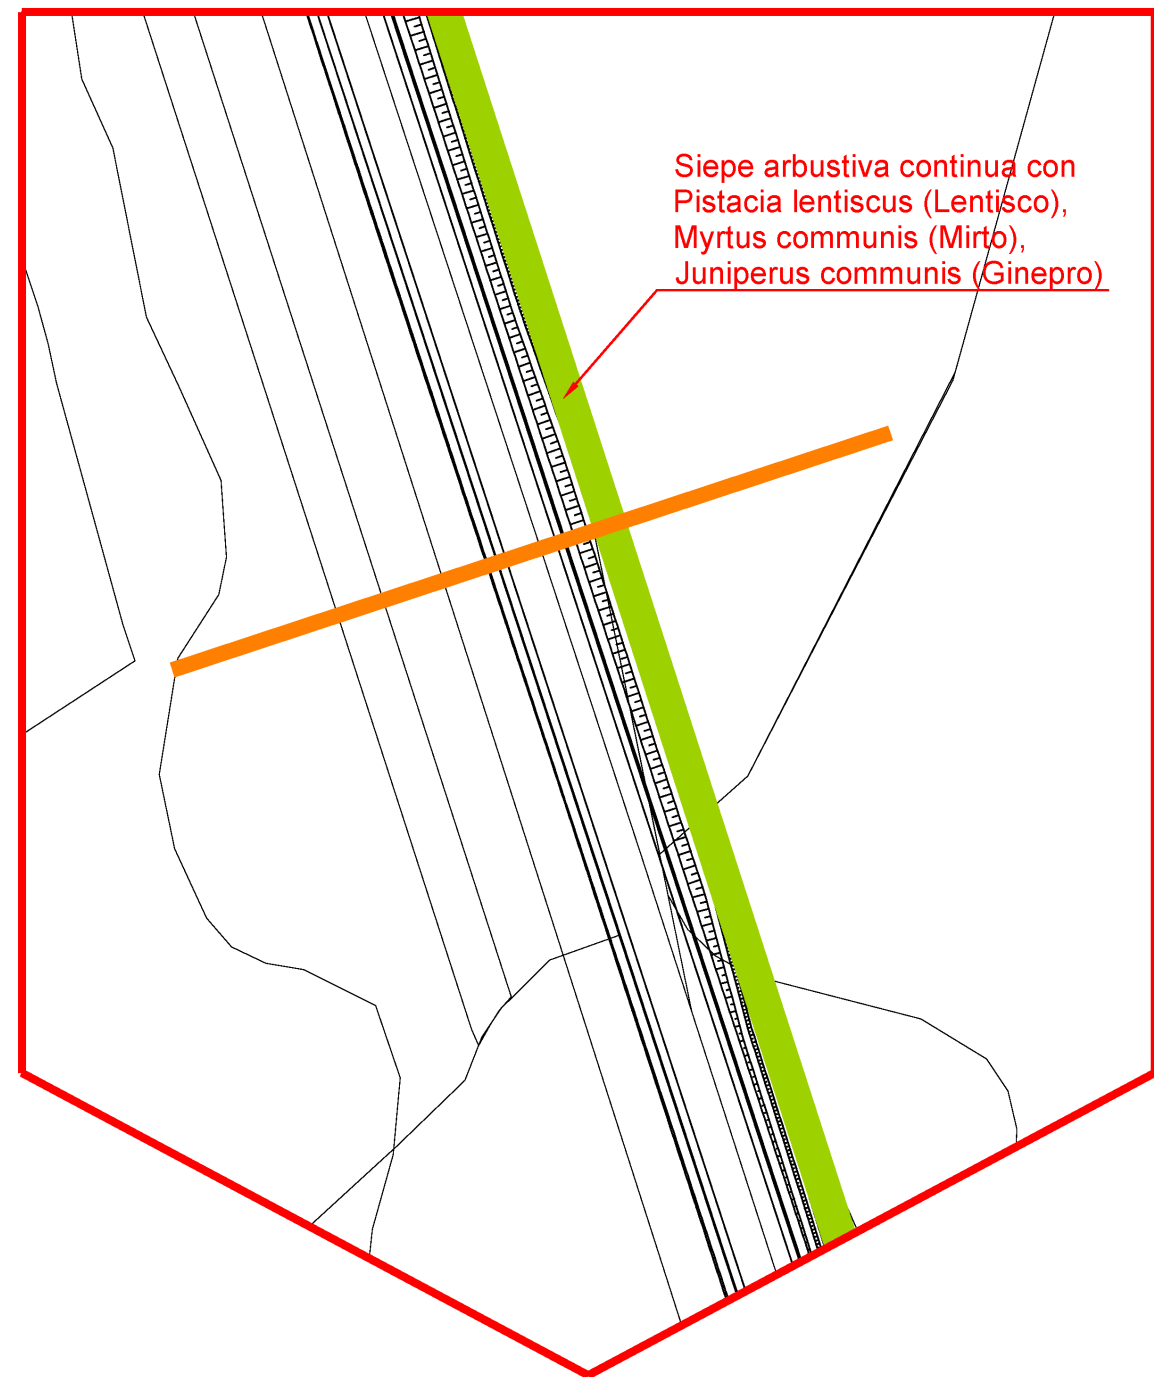 Siepe arbustiva continua con
Pistacia lentiscus (Lentisco),
Myrtus communis (Mirto),
Juniperus communis (Ginepro)